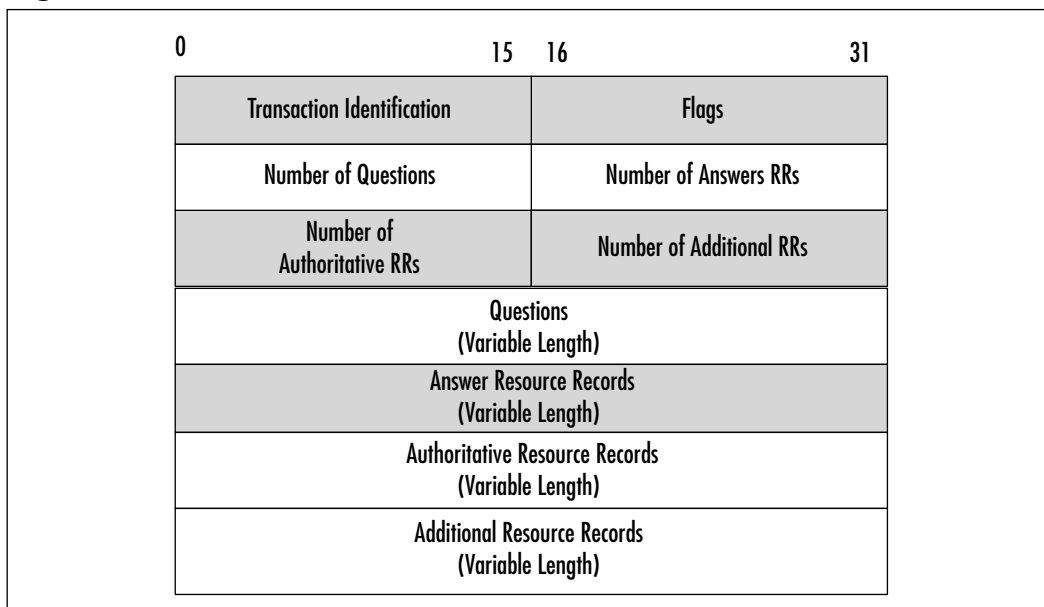 0 15 16 31
Transaction Identification Flags
Number of Questions Number of Answers RRs
Number of
Authoritative RRs
Number of Additional RRs
Questions
(Variable Length)
Answer Resource Records
(Variable Length)
Authoritative Resource Records
(Variable Length)
Additional Resource Records
(Variable Length)